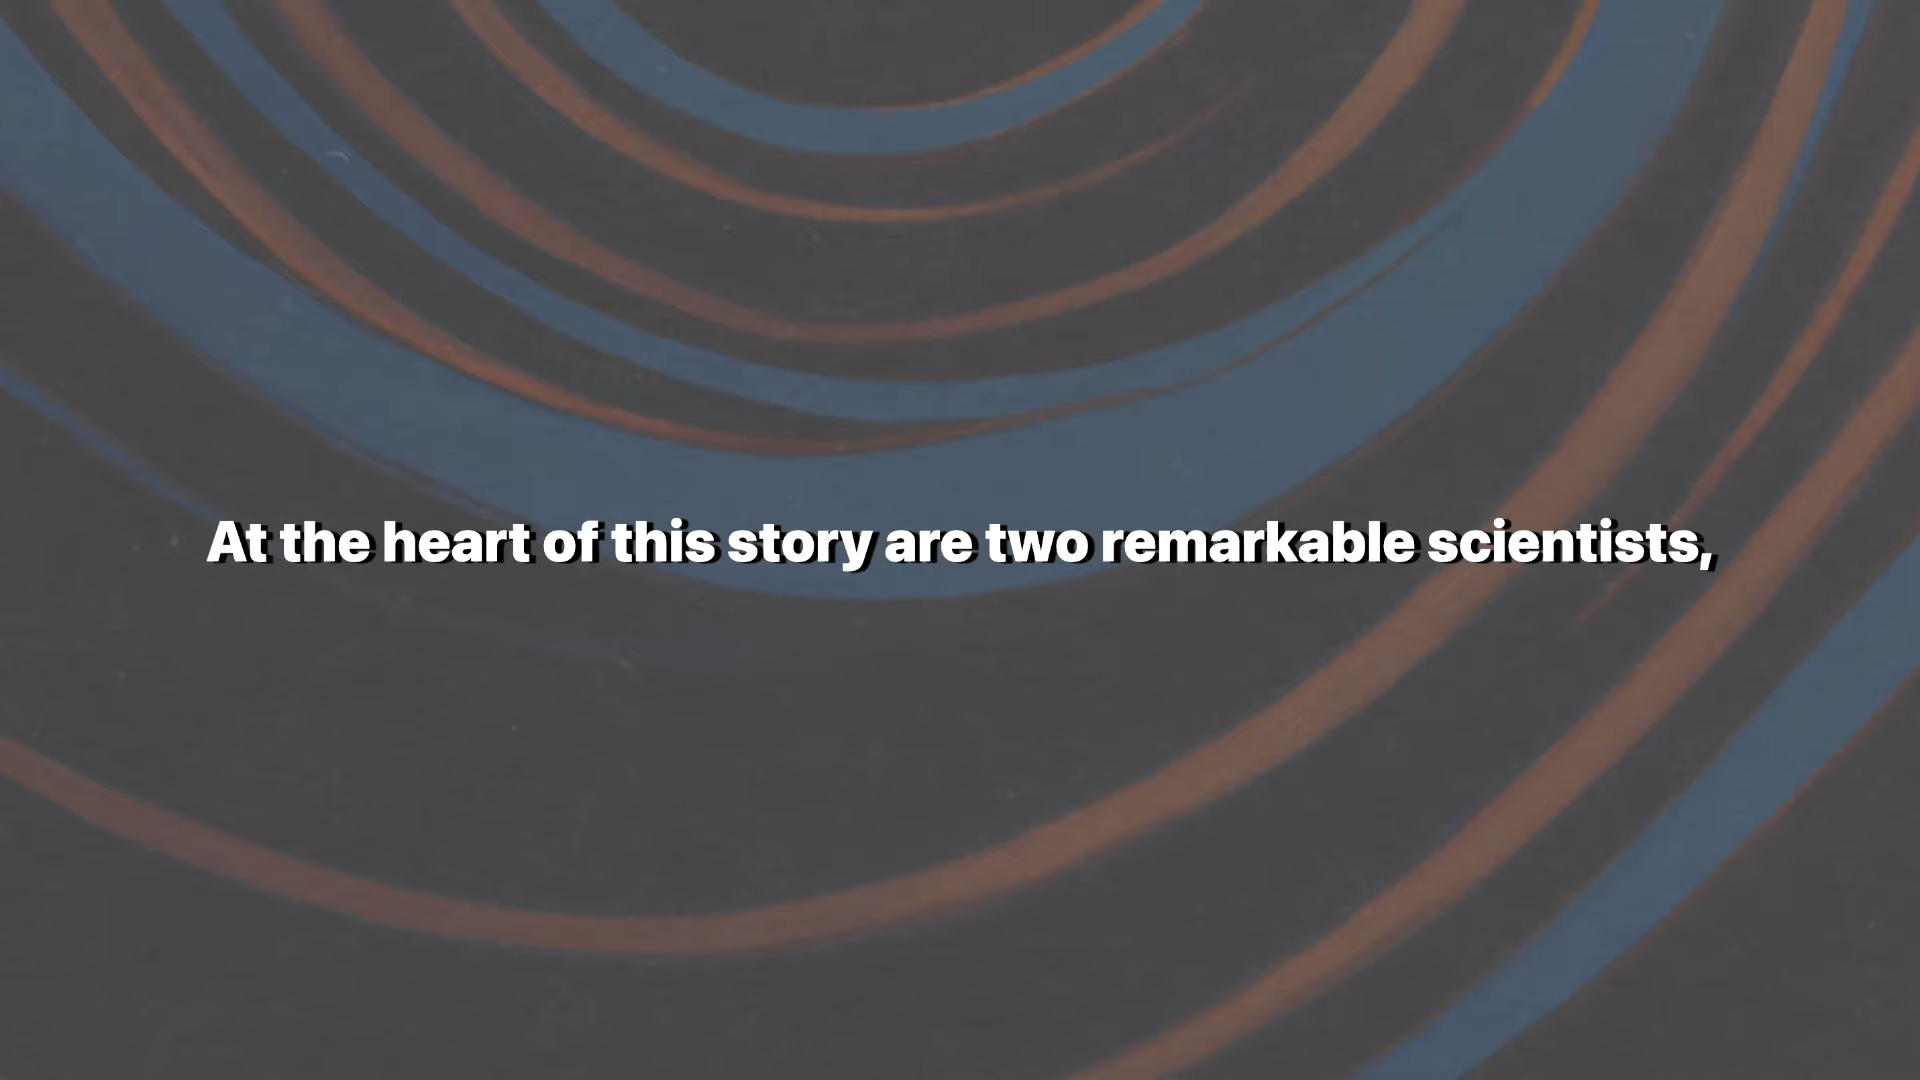 At the heart of this story are two remarkable scientists,